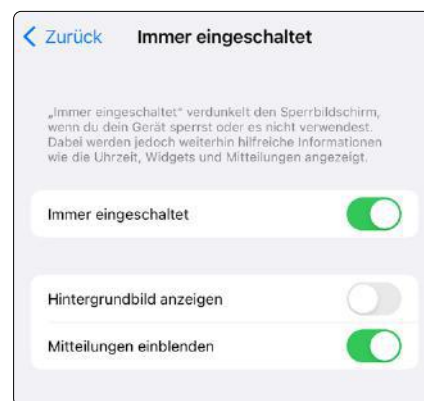 Zurück Immer eingeschaltet
„Immer eingeschaltet“ verdunkelt den Sperrbildschirm,
wenn du dein Gerät sperrst oder es nicht verwendest.
Dabei werden jedoch weiterhin hilfreiche Informationen
wie die Uhrzeit, Widgets und Mitteilungen angezeigt.
Immer eingeschaltet
Hintergrundbild anzeigen
Mitteilungen einblenden